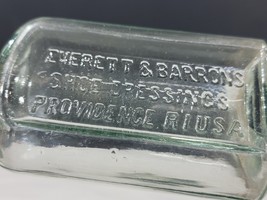 EVERETT & BARRONS
SHOE DRESSINGS
PROVIDENCE. R I U S A